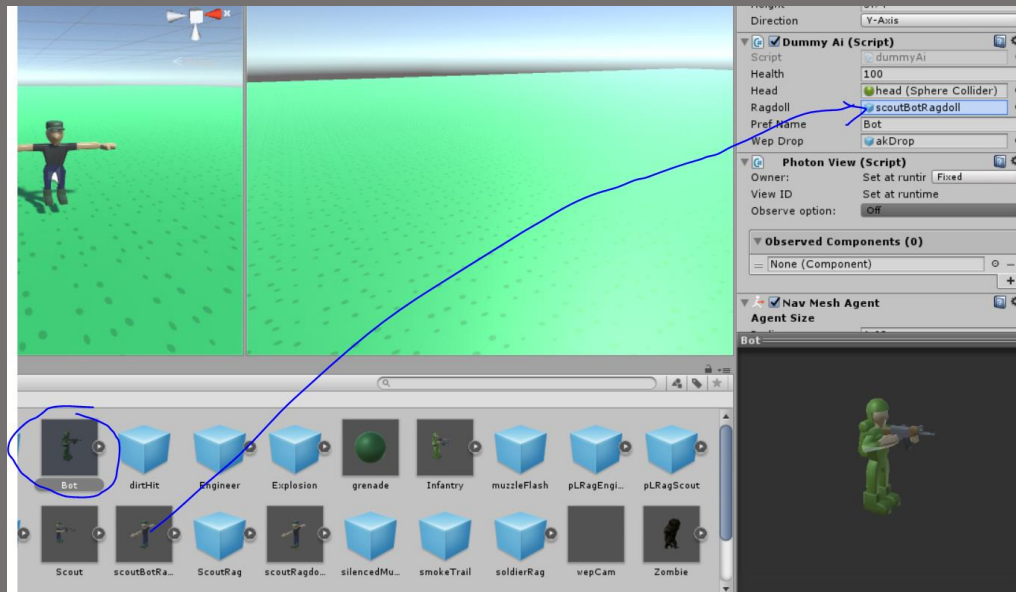 Direction Y-Axis
Dummy Ai (Script)
Script dummyAi
Health 100
Head head (Sphere Collider)
Ragdoll scoutBotRagdoll
Pref Name Bot
Wep Drop akDrop
Photon View (Script)
Owner: Set at runtir Fixed
View ID Set at runtime
Observe option: Off
Observed Components (0)
None (Component)
Nav Mesh Agent
Agent Size
Bot
Bot dirtHit Engineer Explosion grenade Infantry muzzleFlash pLRagEngi... pLRagScout
Scout scoutBotRa... ScoutRag scoutRagdo... silencedMu... smokeTrail soldierRag wepCam Zombie